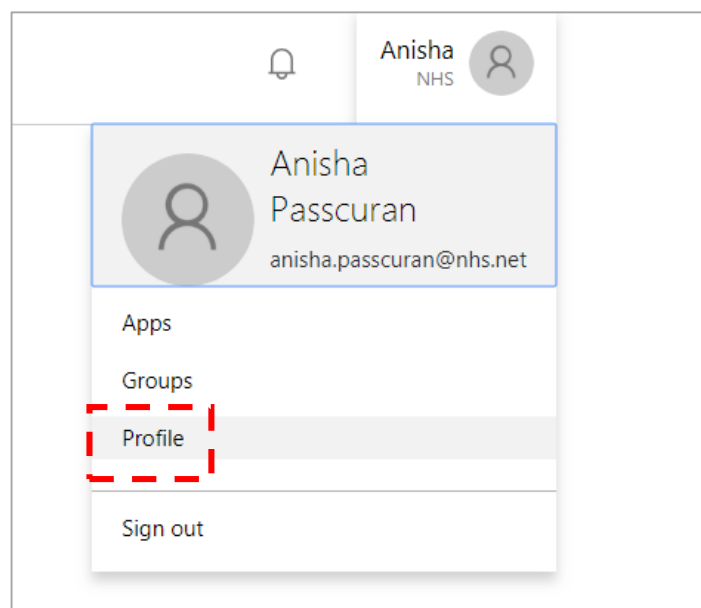 Anisha
NHS
Anisha
Passcuran
anisha.passcuran@nhs.net
Apps
Groups
Profile
Sign out